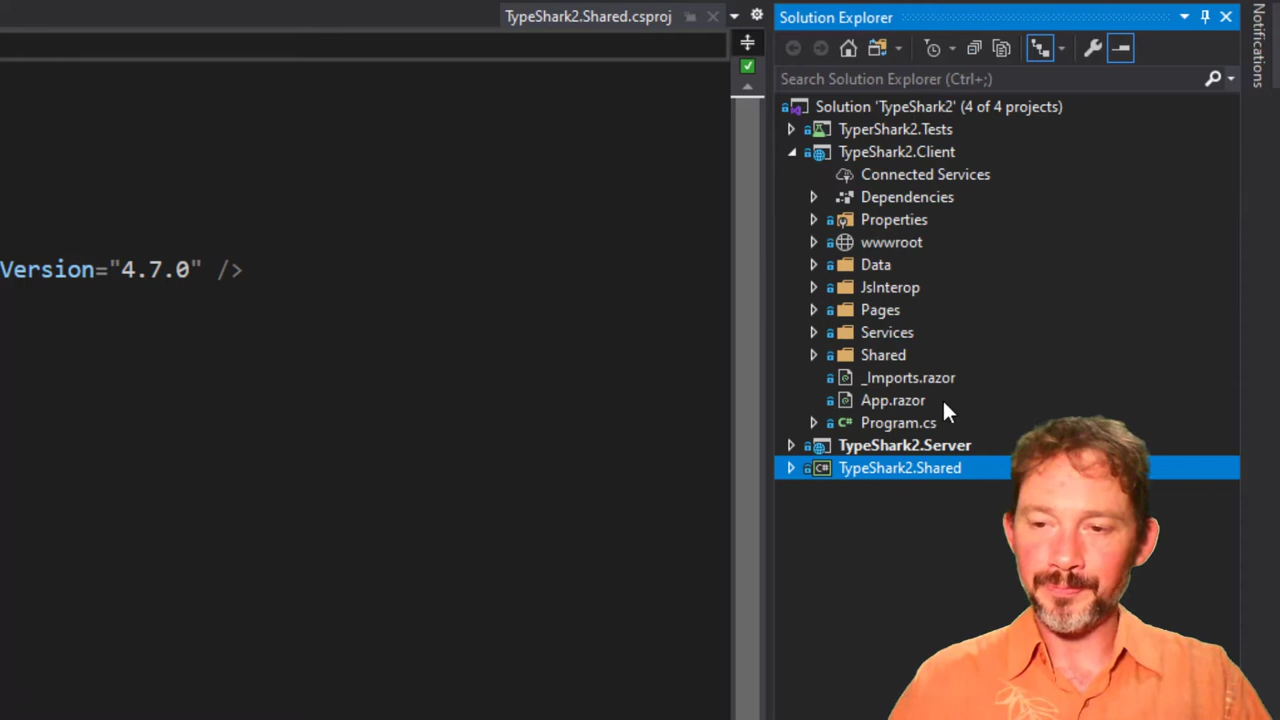 TypeShark2.Shared.csproj
Version="4.7.0" />
Solution Explorer
Search Solution Explorer (Ctrl+;)
Solution 'TypeShark2' (4 of 4 projects)
TyperShark2.Tests
TypeShark2.Client
Connected Services
Dependencies
Properties
wwwroot
Data
JsInterop
Pages
Services
Shared
_Imports.razor
App.razor
C# Program.cs
TypeShark2.Server
C# TypeShark2.Shared
Notifications